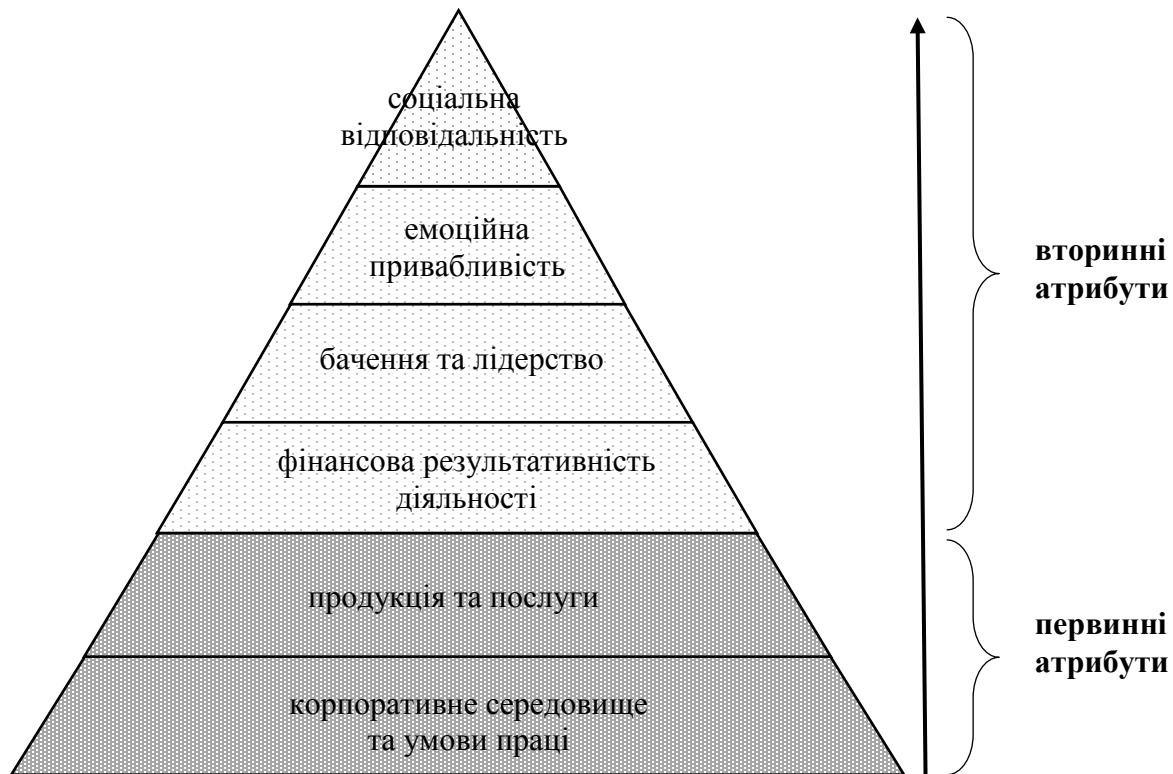 соціальна
відповідальність
емоційна
привабливість
бачення та лідерство
фінансова результативність
діяльності
продукція та послуги
корпоративне середовище
та умови праці
вторинні
атрибути
первинні
атрибути